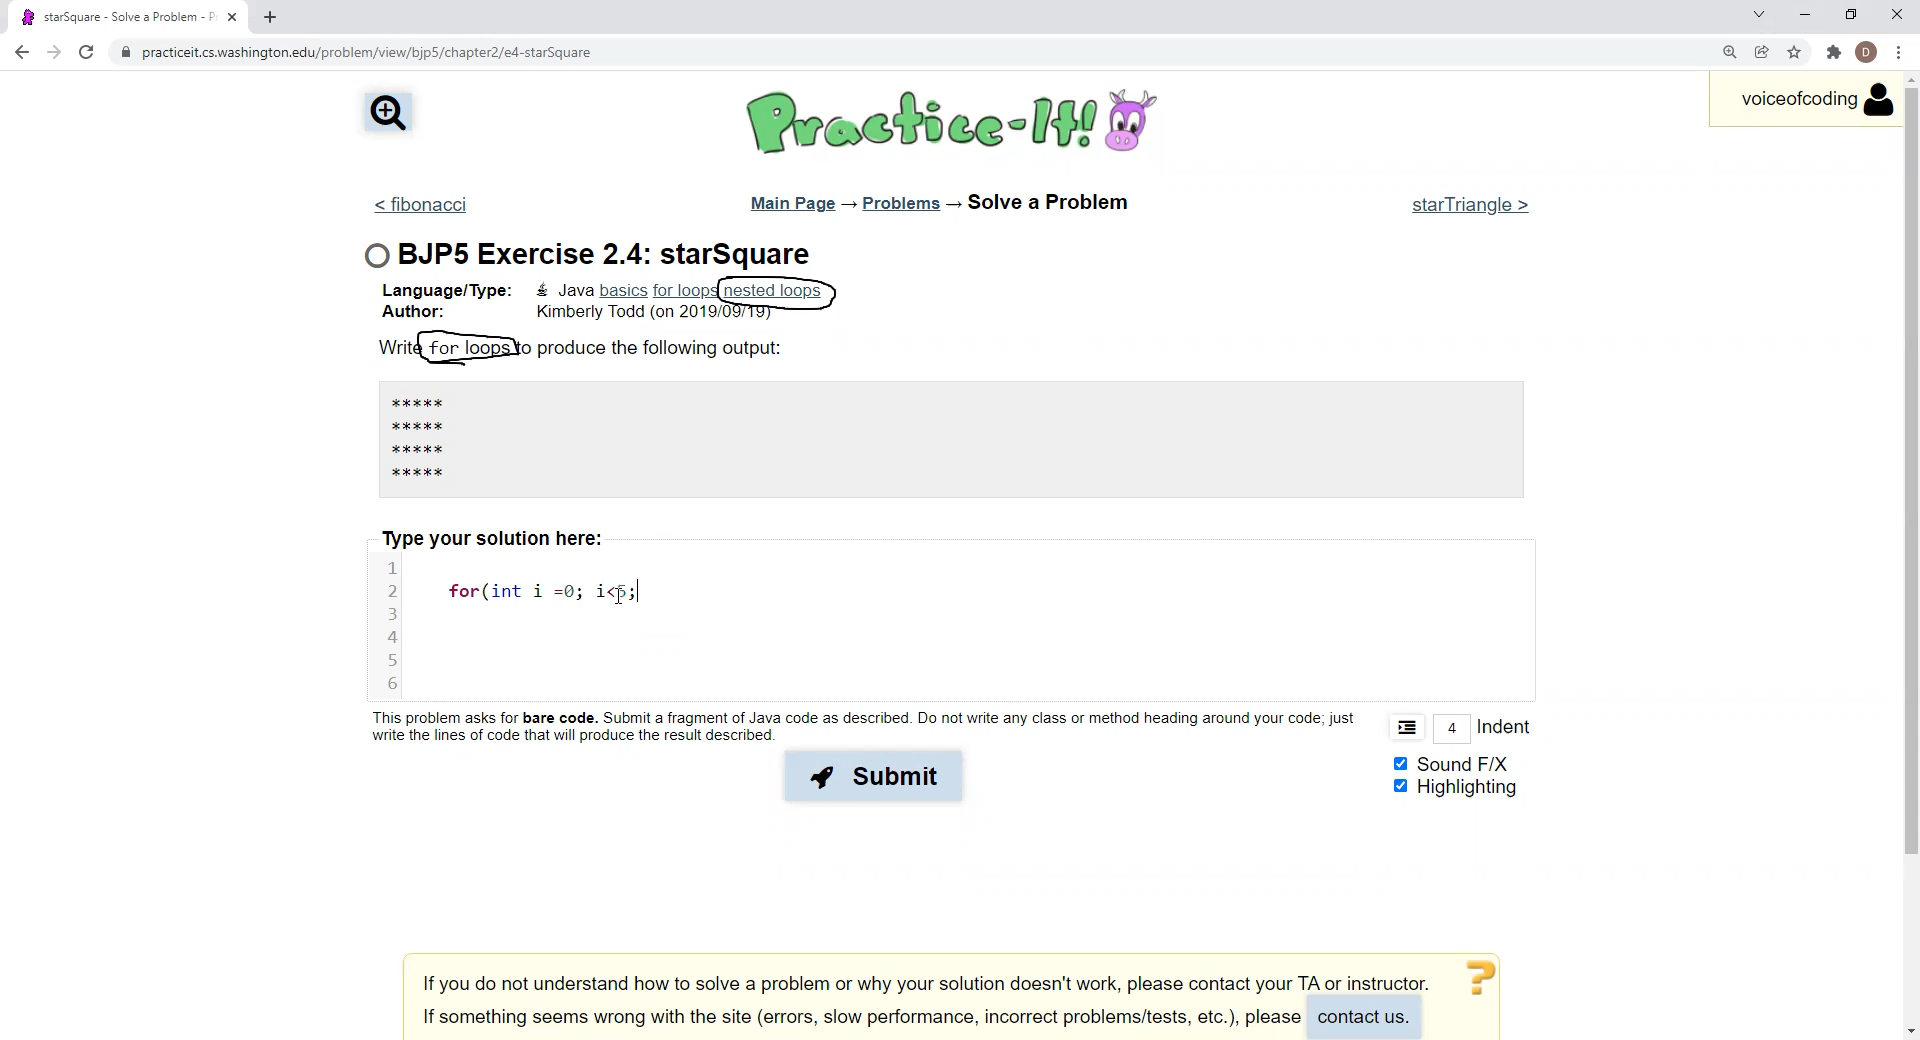 starSquare - Solve a Problem - P
practiceit.cs.washington.edu/problem/view/bjp5/chapter2/e4-starSquare
D
Practice-It!
voiceofcoding
< fibonacci
Main Page → Problems → Solve a Problem
starTriangle >
BJP5 Exercise 2.4: starSquare
Language/Type: Java basics for loops nested loops
Author: Kimberly Todd (on 2019/09/19)
Write for loops to produce the following output:
*****
*****
*****
*****
Type your solution here:
1
2 for(int i =0; i<5;
3
4
5
6
This problem asks for bare code. Submit a fragment of Java code as described. Do not write any class or method heading around your code; just
write the lines of code that will produce the result described.
4 Indent
Sound F/X
Highlighting
Submit
If you do not understand how to solve a problem or why your solution doesn't work, please contact your TA or instructor.
If something seems wrong with the site (errors, slow performance, incorrect problems/tests, etc.), please contact us.
?